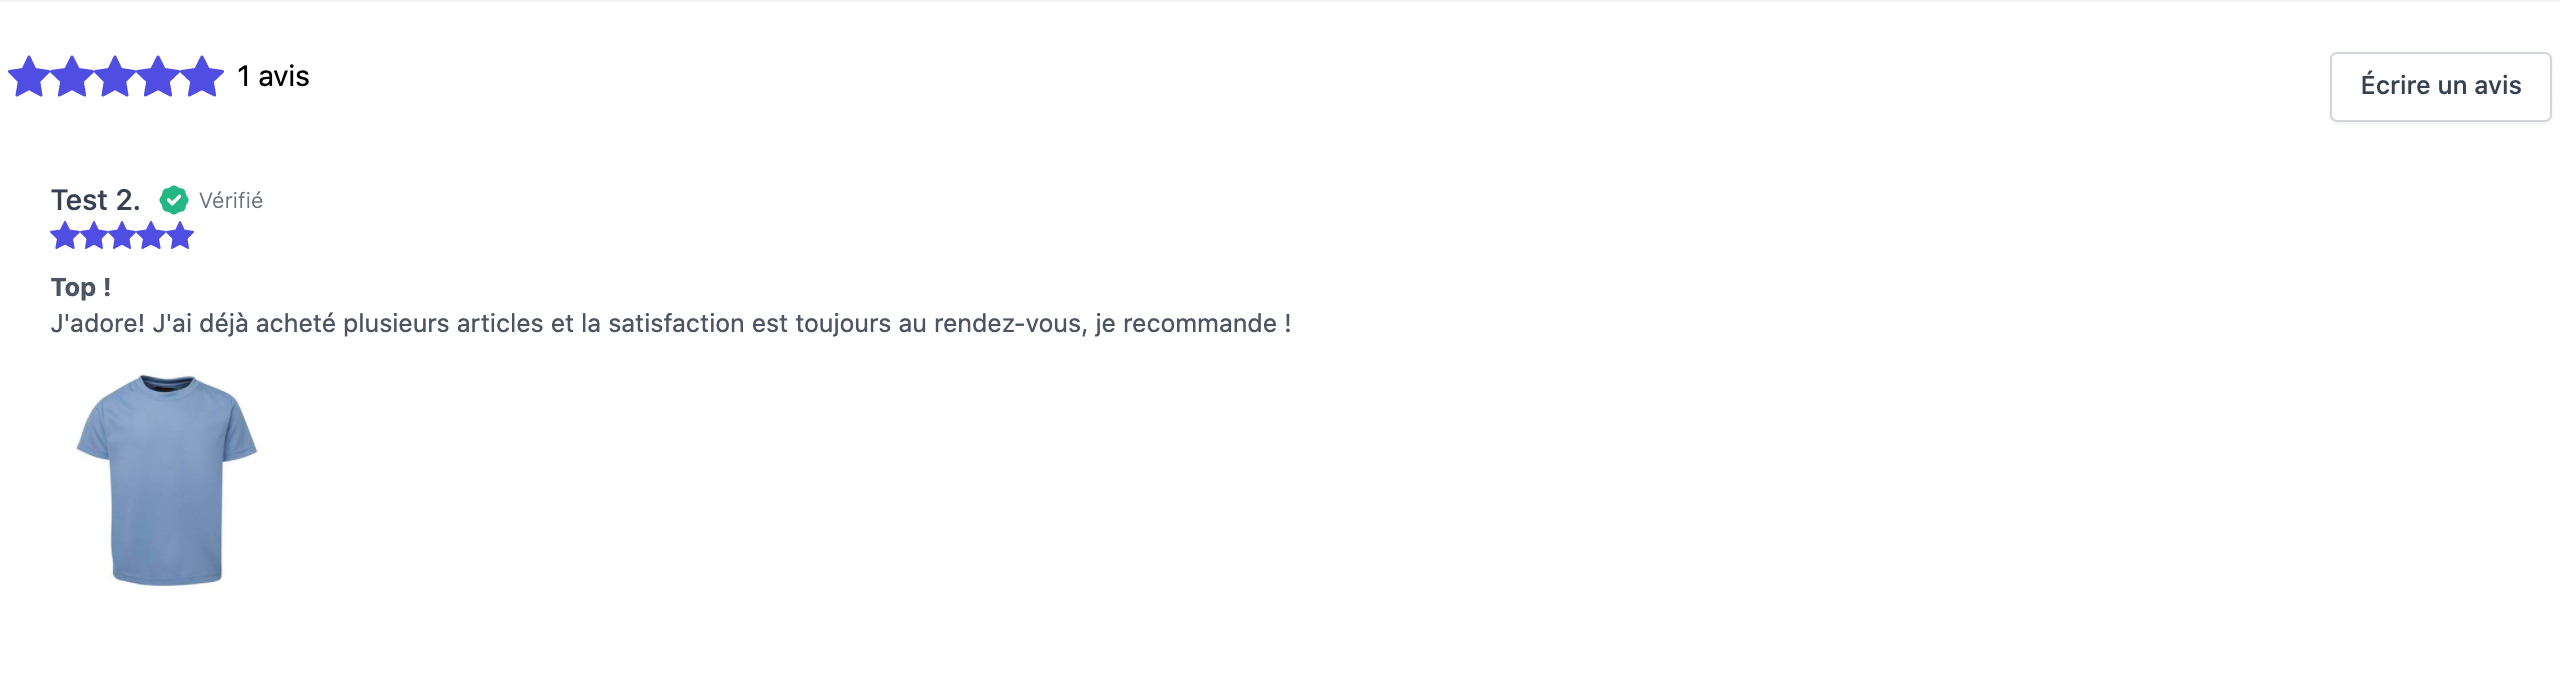 1 avis
Écrire un avis
Test 2.
Vérifié
Top !
J'adore! J'ai déjà acheté plusieurs articles et la satisfaction est toujours au rendez-vous, je recommande !